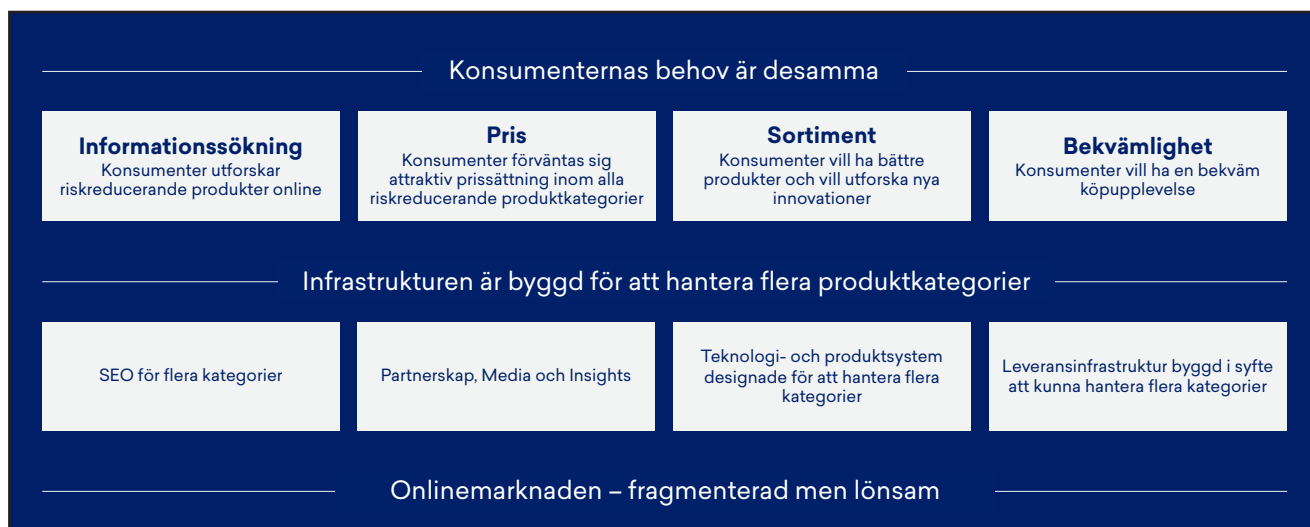 Konsumenternas behov är desamma
Informationssökning
Konsumenter utforskar
riskreducerande produkter online
Pris
Konsumenter förväntas sig
attraktiv prissättning inom alla
riskreducerande produktkategorier
Sortiment
Konsumenter vill ha bättre
produkter och vill utforska nya
innovationer
Bekvämlighet
Konsumenter vill ha en bekväm
köpupplevelse
Infrastrukturen är byggd för att hantera flera produktkategorier
SEO för flera kategorier
Partnerskap, Media och Insights
Teknologi- och produktsystem
designade för att hantera flera
kategorier
Leveransinfrastruktur byggd i syfte
att kunna hantera flera kategorier
Onlinemarknaden – fragmenterad men lönsam